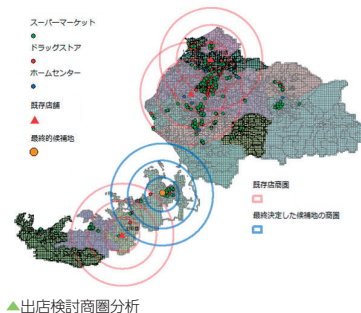 スーパーマーケット
ドラッグストア
ホームセンター
既存店舗
最終的候補地
既存店商圏
最終決定した候補地の商圏
▲出店検討商圏分析